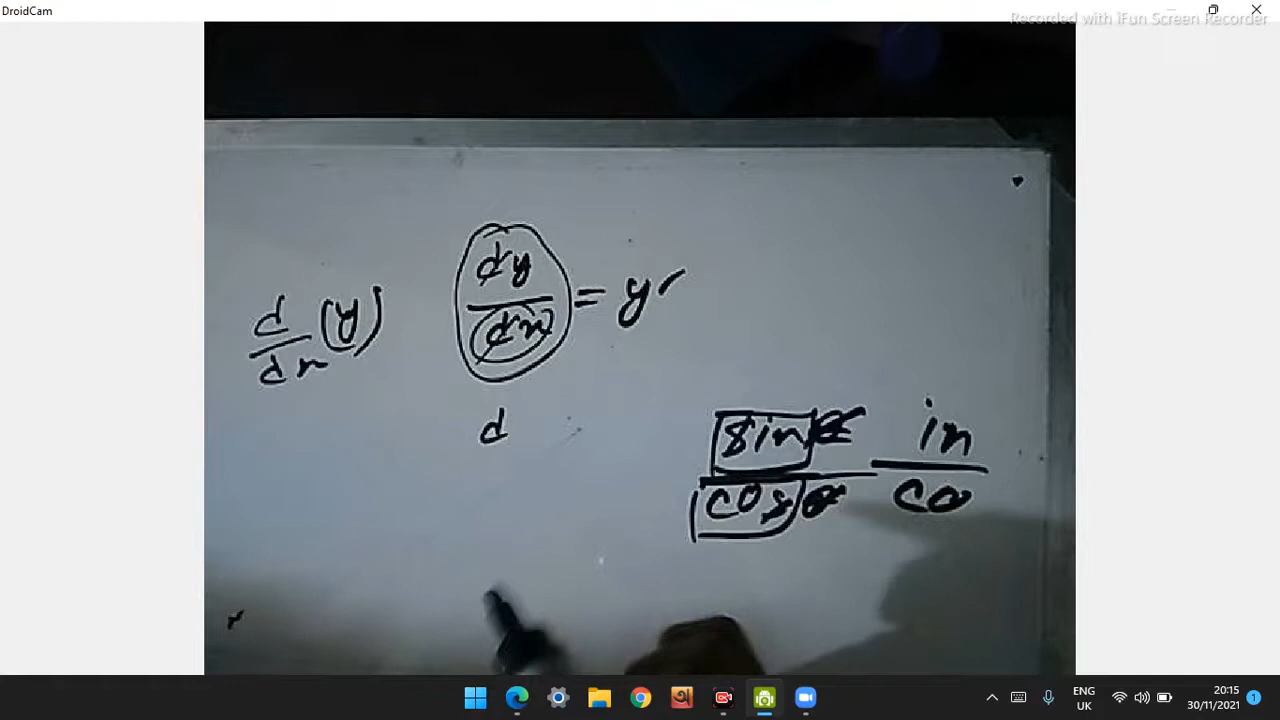 DroidCam
Recorded with iFun Screen Recorder
d/dx (y)
dy/dx = y
d
sin
cos
in
co
ENG
UK
20:15
30/11/2021
1